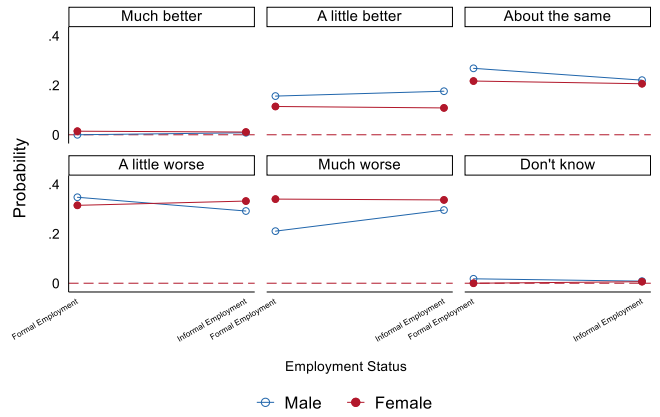 Much better
A little better
About the same
.4
.2
0
Probability
A little worse
Much worse
Don't know
.4
.2
0
Formal Employment
Informal Employment
Formal Employment
Informal Employment
Formal Employment
Informal Employment
Employment Status
Male
Female